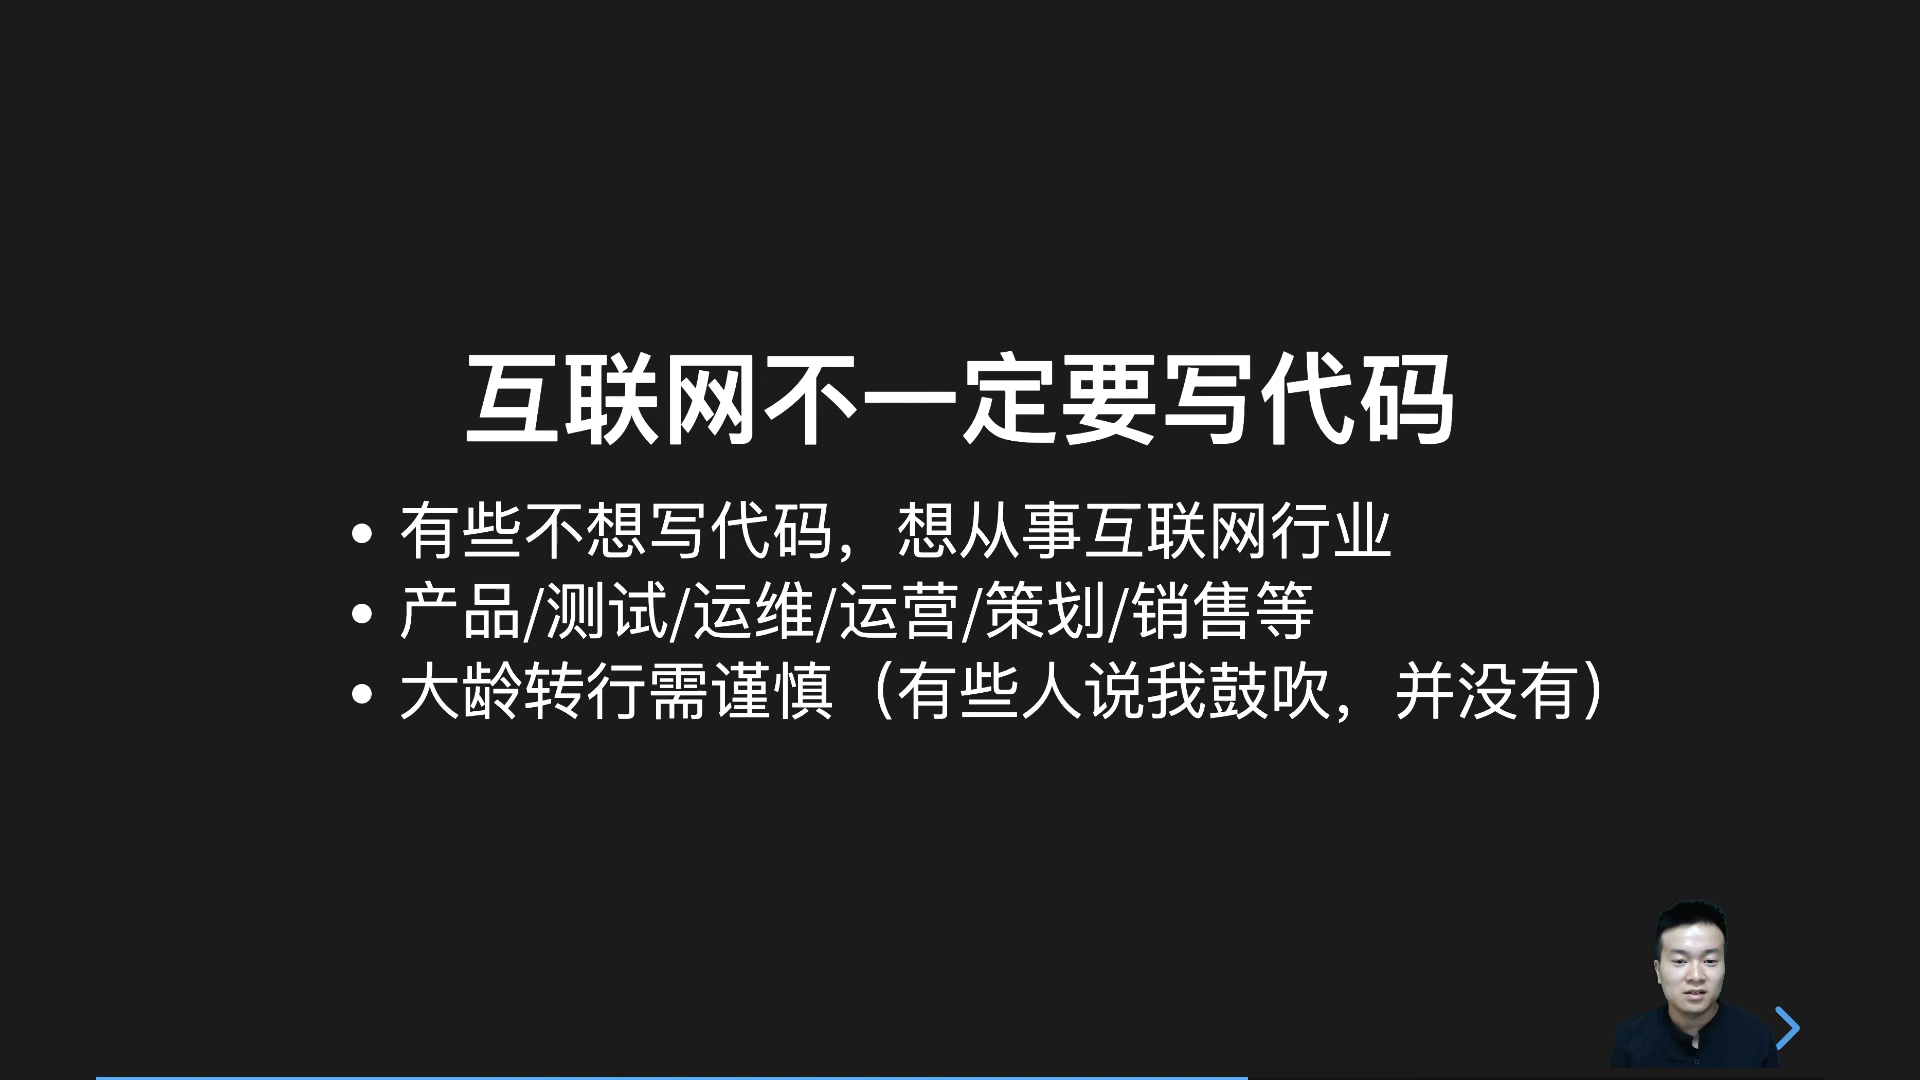 互联网不一定要写代码
有些不想写代码，想从事互联网行业
产品/测试/运维/运营/策划/销售等
大龄转行需谨慎（有些人说我鼓吹，并没有）